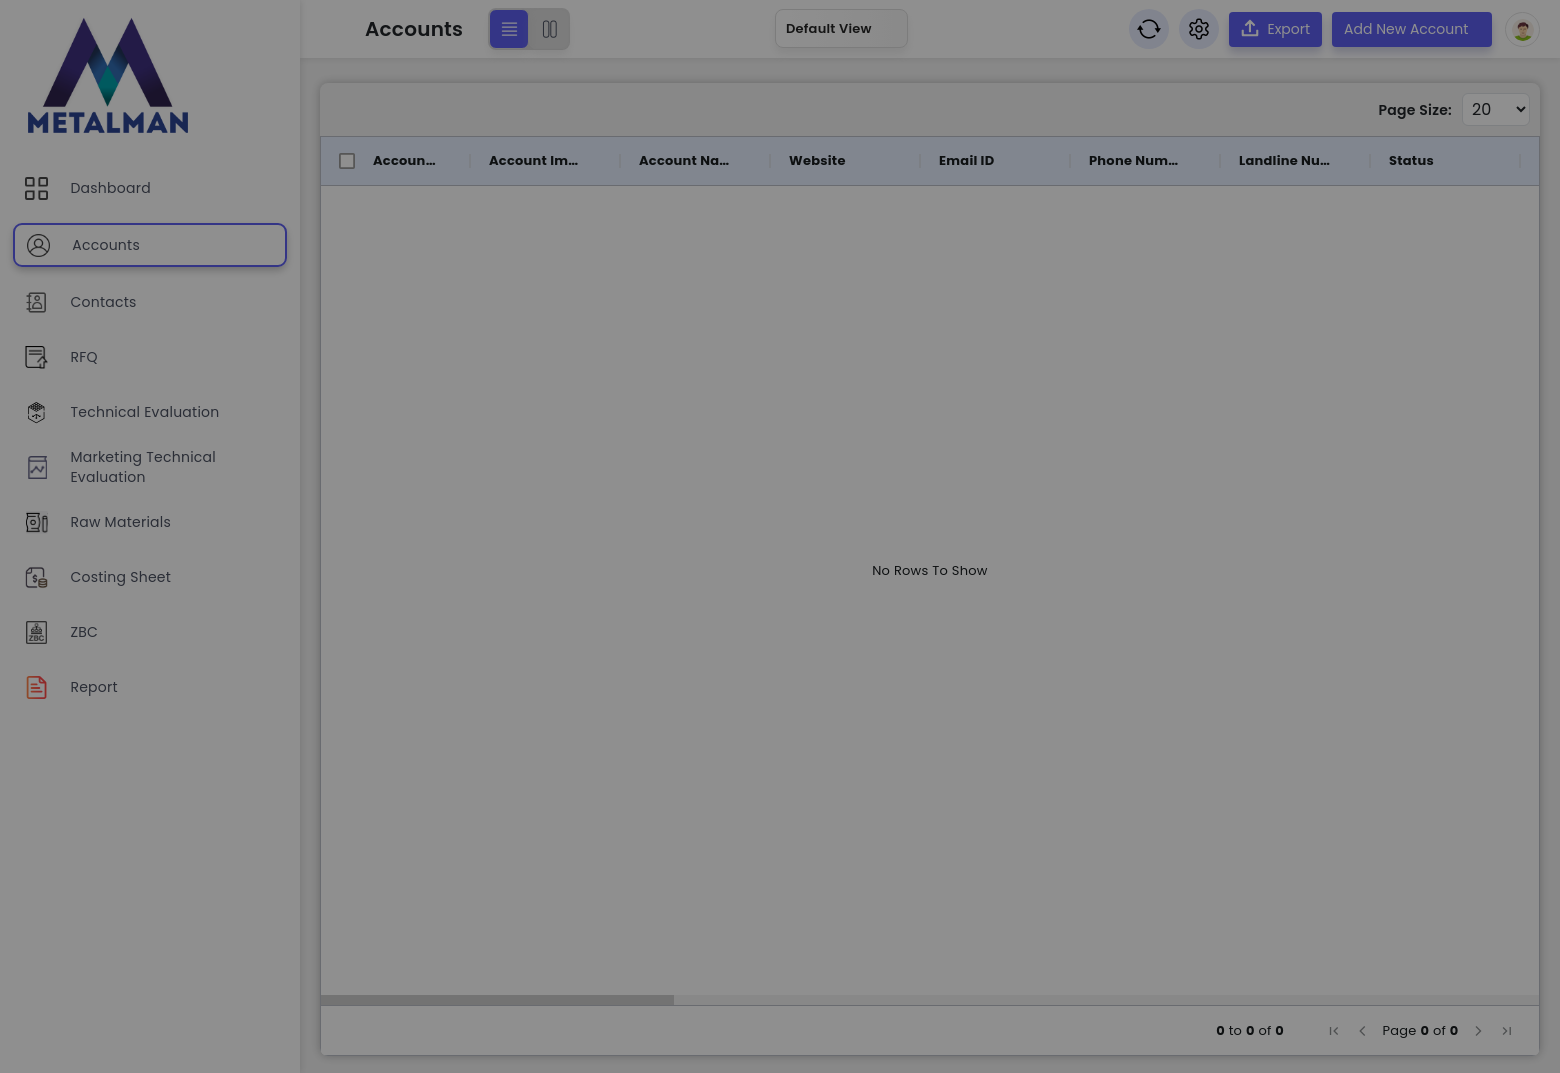 METALMAN
Dashboard
Accounts
Contacts
RFQ
Technical Evaluation
Marketing Technical
Evaluation
Raw Materials
Costing Sheet
ZBC
ZBC
Report
Accounts
Default View
Export
Add New Account
Page Size: 20
Accoun... Account Im... Account Na... Website Email ID Phone Num... Landline Nu... Status
No Rows To Show
0 to 0 of 0 Page 0 of 0